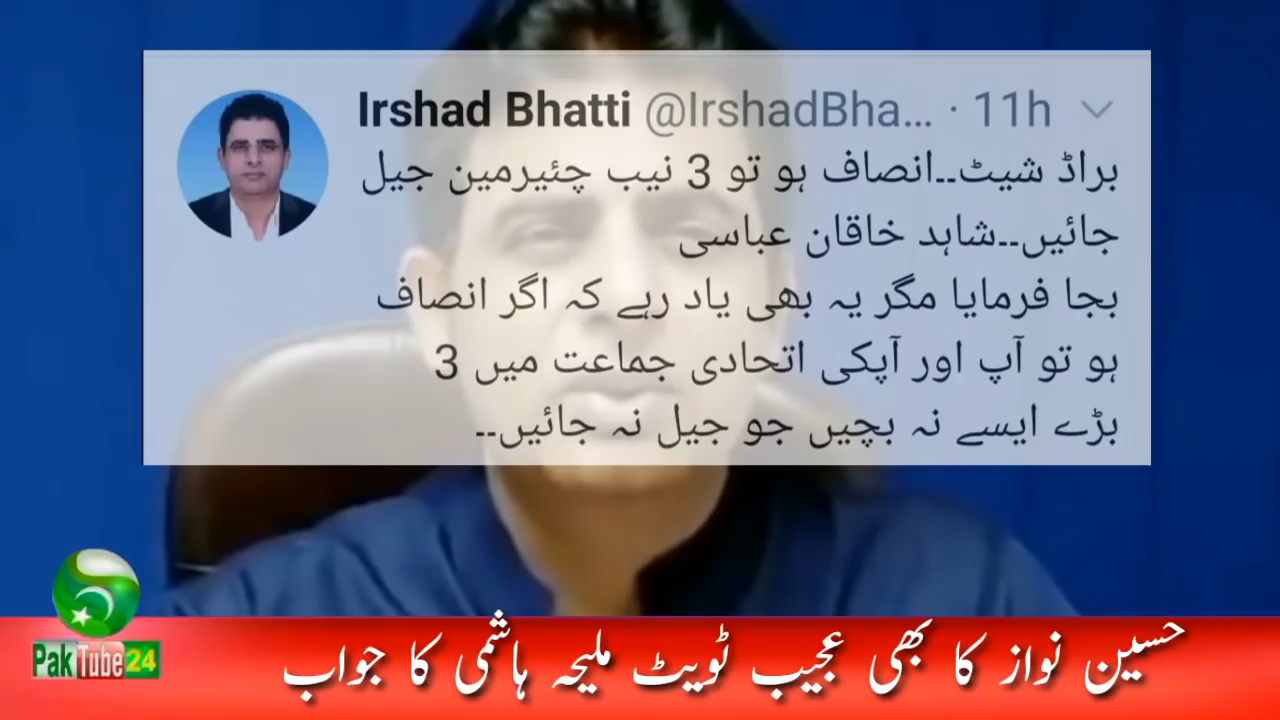 Irshad Bhatti @IrshadBha... · 11h
براڈ شیٹ۔۔انصاف ہو تو 3 نیب چئیرمین جیل
جائیں۔۔شاہد خاقان عباسی
بجا فرمایا مگر یہ بھی یاد رہے کہ اگر انصاف
ہو تو آپ اور آپکی اتحادی جماعت میں 3
بڑے ایسے نہ بچیں جو جیل نہ جائیں۔۔
PakTube24
حسین نواز کا بھی عجیب ٹویٹ ملیحہ ہاشمی کا جواب